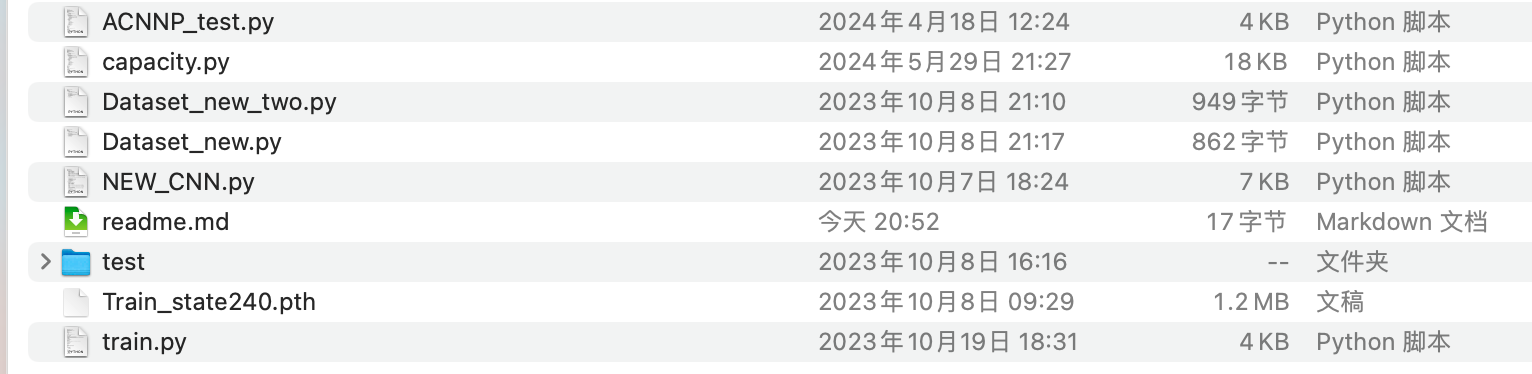 ACNNP_test.py 2024年4月18日 12:24 4 KB Python 脚本
capacity.py 2024年5月29日 21:27 18 KB Python 脚本
Dataset_new_two.py 2023年10月8日 21:10 949 字节 Python 脚本
Dataset_new.py 2023年10月8日 21:17 862 字节 Python 脚本
NEW_CNN.py 2023年10月7日 18:24 7 KB Python 脚本
readme.md 今天 20:52 17 字节 Markdown 文档
test 2023年10月8日 16:16 -- 文件夹
Train_state240.pth 2023年10月8日 09:29 1.2 MB 文稿
train.py 2023年10月19日 18:31 4 KB Python 脚本